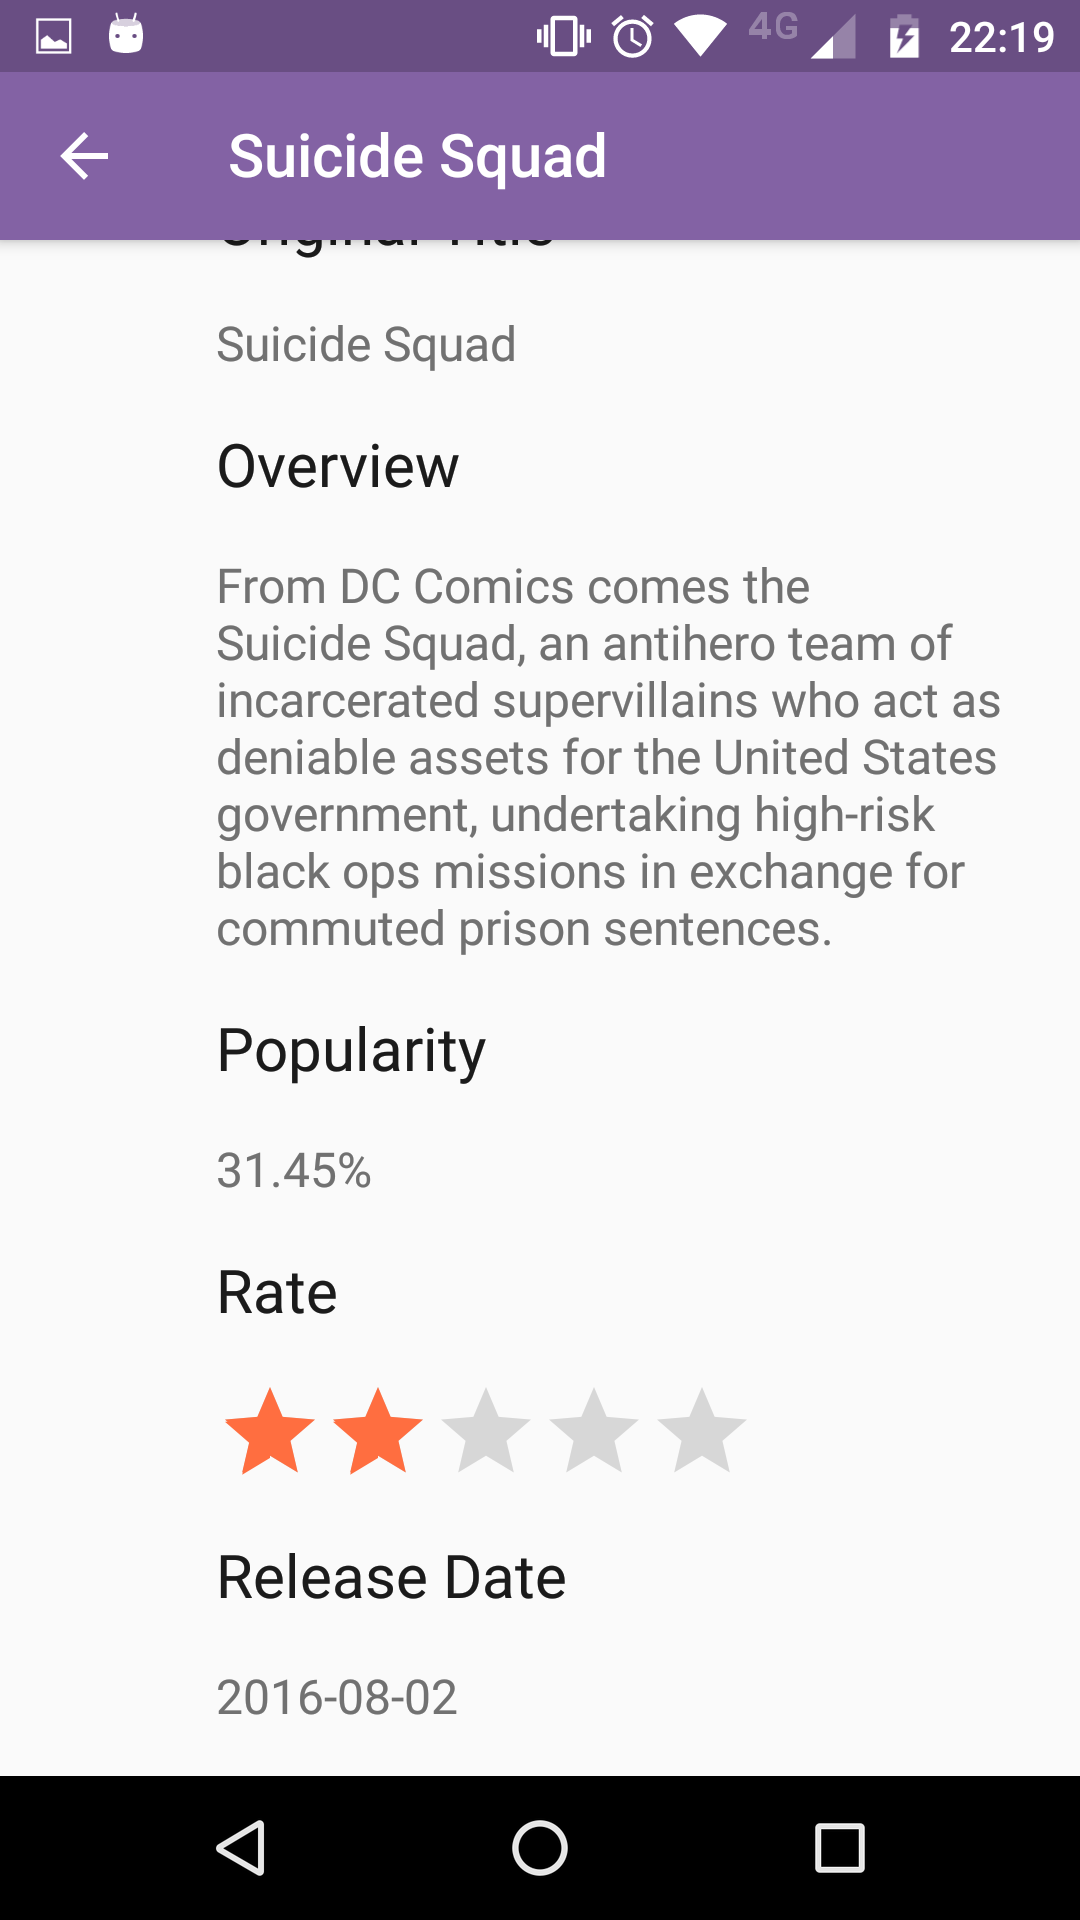 4G 22:19
Suicide Squad
Original Title
Suicide Squad
Overview
From DC Comics comes the
Suicide Squad, an antihero team of
incarcerated supervillains who act as
deniable assets for the United States
government, undertaking high-risk
black ops missions in exchange for
commuted prison sentences.
Popularity
31.45%
Rate
Release Date
2016-08-02